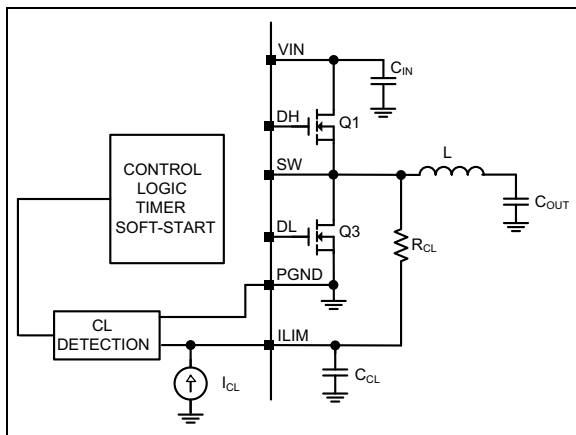 VIN
CIN
DH
Q1
CONTROL
LOGIC
TIMER
SOFT-START
SW
L
COUT
DL
Q3
RCL
PGND
CL
DETECTION
ILIM
ICL
CCL